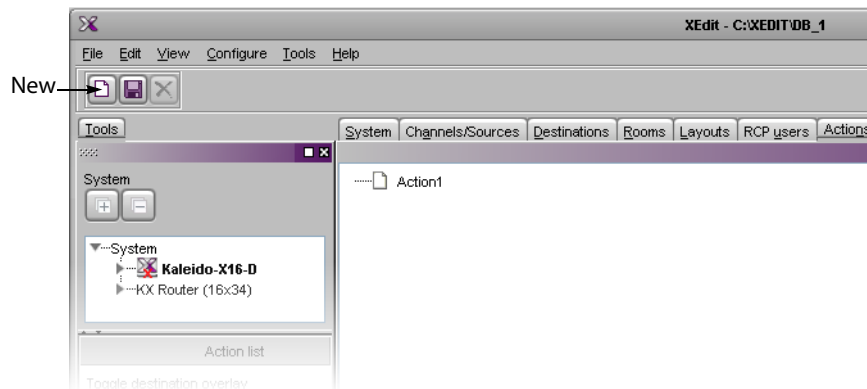 XEdit - C:\XEDIT\DB_1
File Edit View Configure Tools Help
New
Tools
System Channels/Sources Destinations Rooms Layouts RCP users Actions
System
Action1
System
Kaleido-X16-D
KX Router (16x34)
Action list
Toggle destination overlay